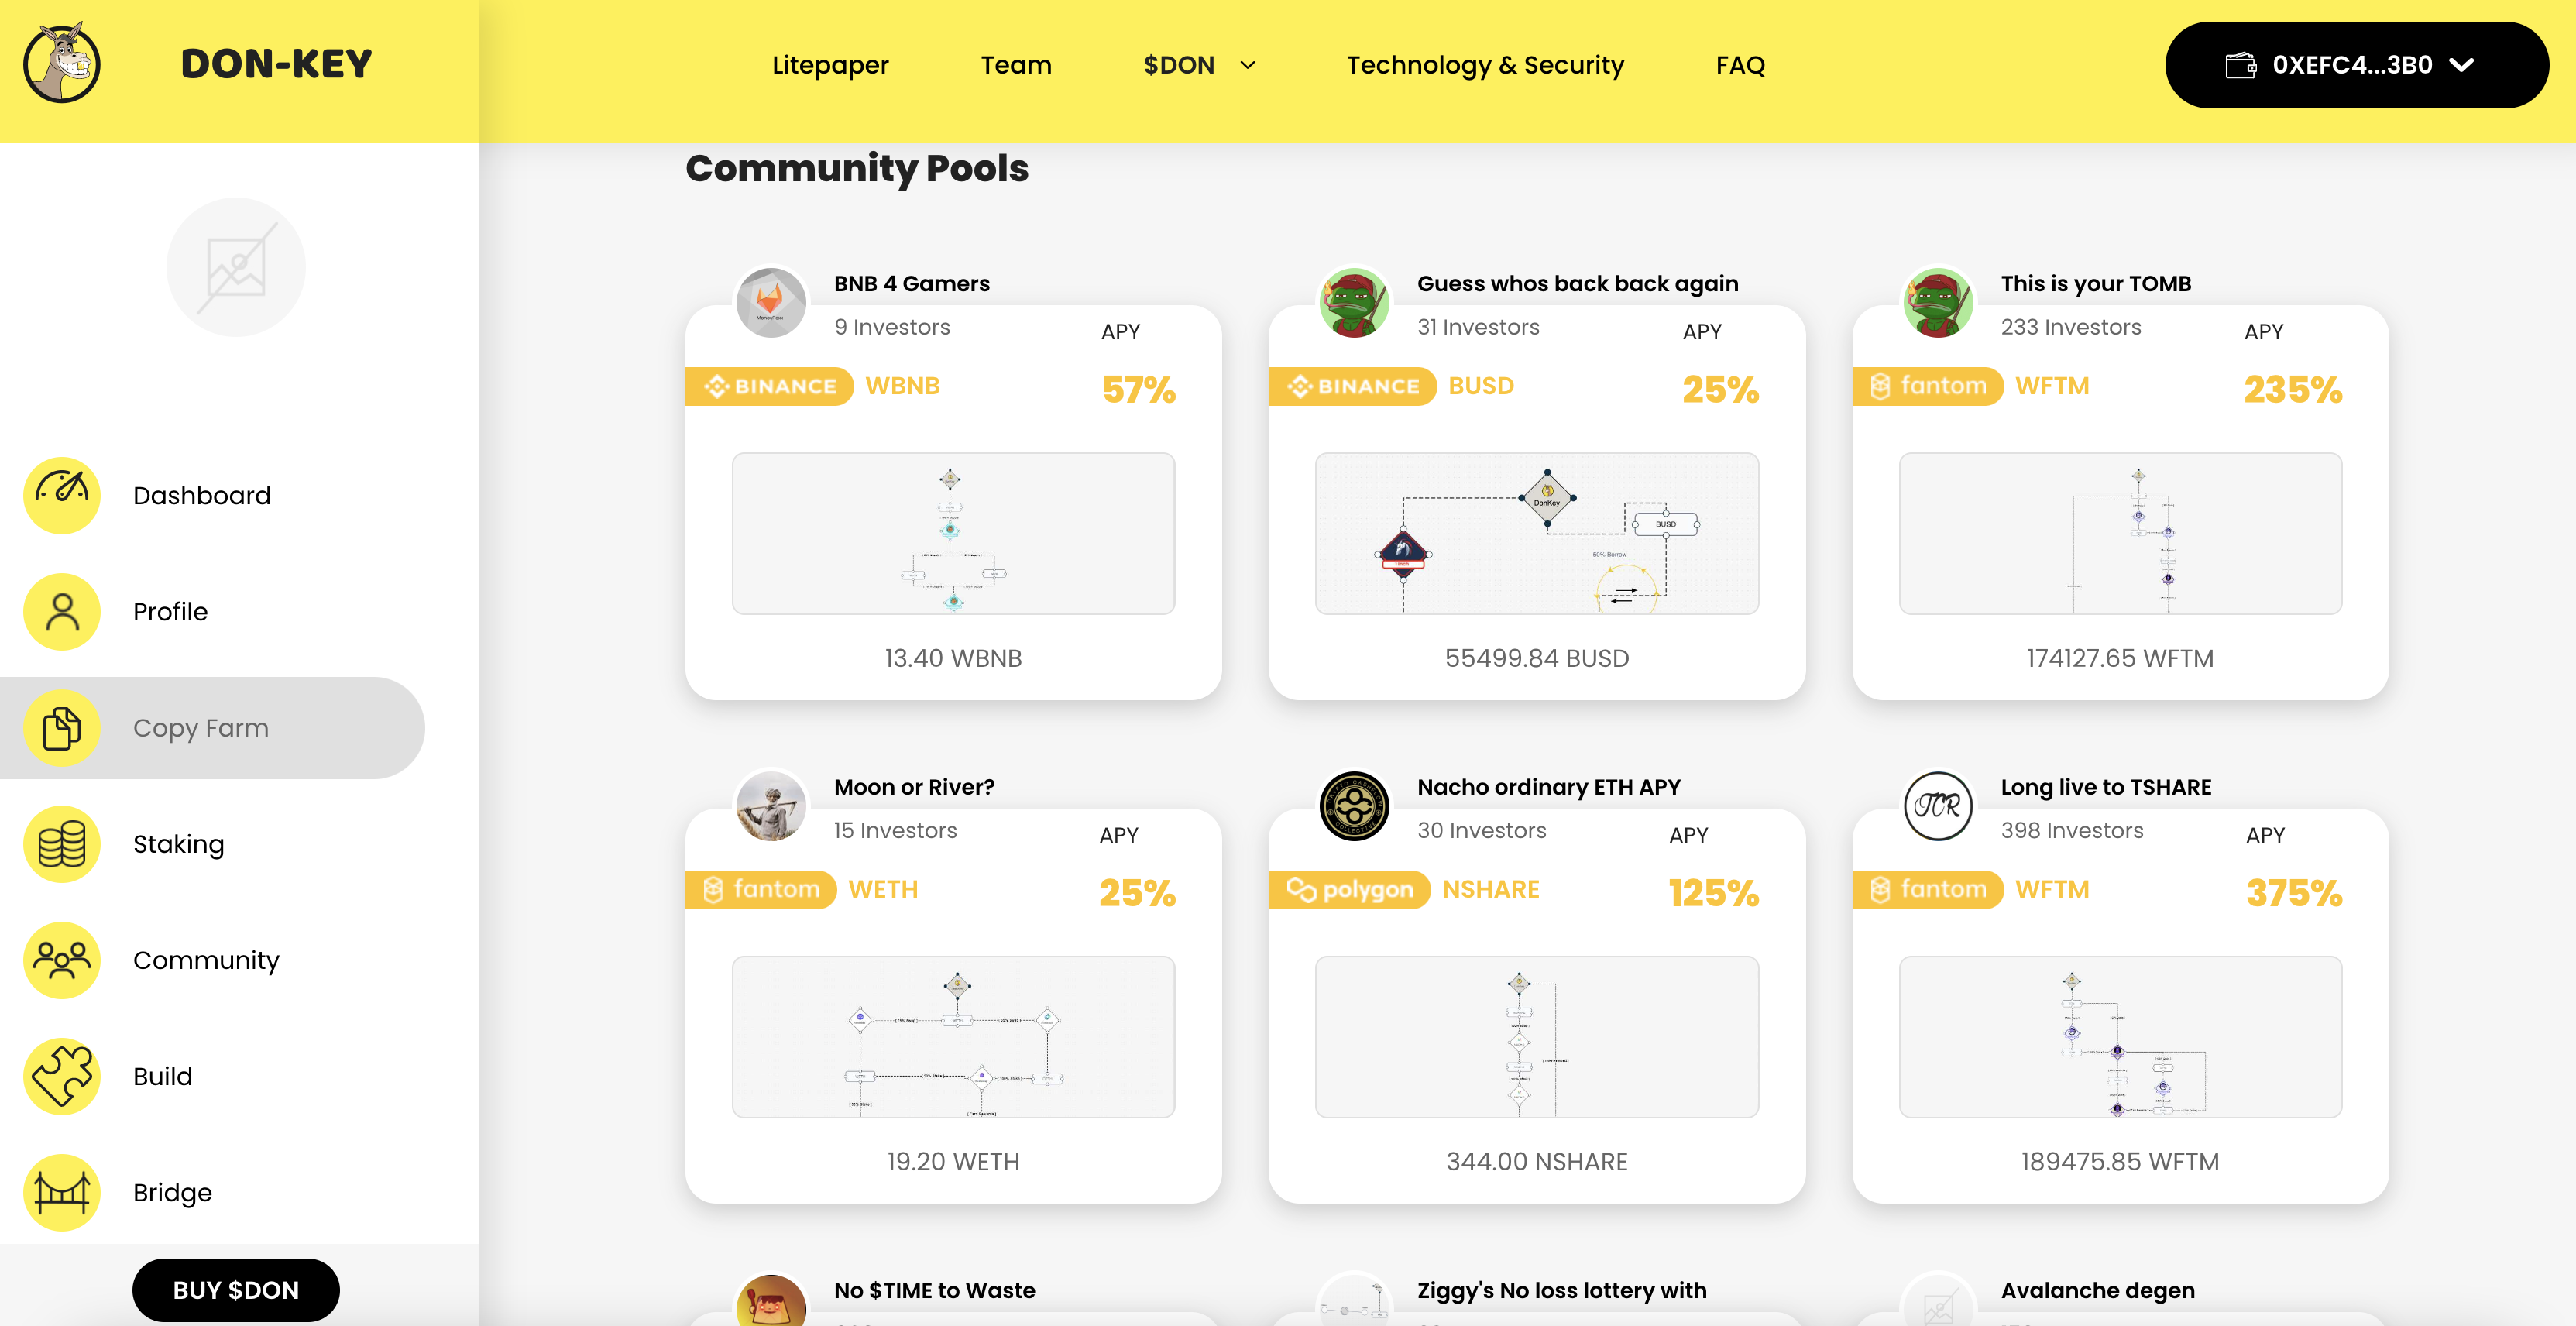 DON-KEY
Litepaper
Team
$DON
Technology & Security
FAQ
0XEFC4...3B0
Dashboard
Profile
Copy Farm
Staking
Community
Build
Bridge
BUY $DON
Community Pools
BNB 4 Gamers
9 Investors
APY
BINANCE WBNB
57%
13.40 WBNB
Guess whos back back again
31 Investors
APY
BINANCE BUSD
25%
DonKey
BUSD
50% Borrow
55499.84 BUSD
This is your TOMB
233 Investors
APY
fantom WFTM
235%
174127.65 WFTM
Moon or River?
15 Investors
APY
fantom WETH
25%
19.20 WETH
Nacho ordinary ETH APY
30 Investors
APY
polygon NSHARE
125%
344.00 NSHARE
TCR
Long live to TSHARE
398 Investors
APY
fantom WFTM
375%
189475.85 WFTM
No $TIME to Waste
Ziggy's No loss lottery with
Avalanche degen